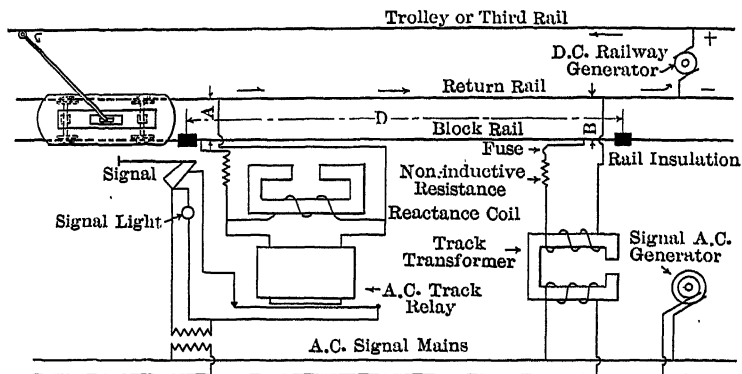 Trolley or Third Rail
+
D.C. Railway
Generator
Return Rail
−
A
D
B
Block Rail
Fuse
Rail Insulation
Signal
Non-inductive
Resistance
Signal Light
Reactance Coil
Track
Transformer
Signal A.C.
Generator
A.C. Track
Relay
A.C. Signal Mains